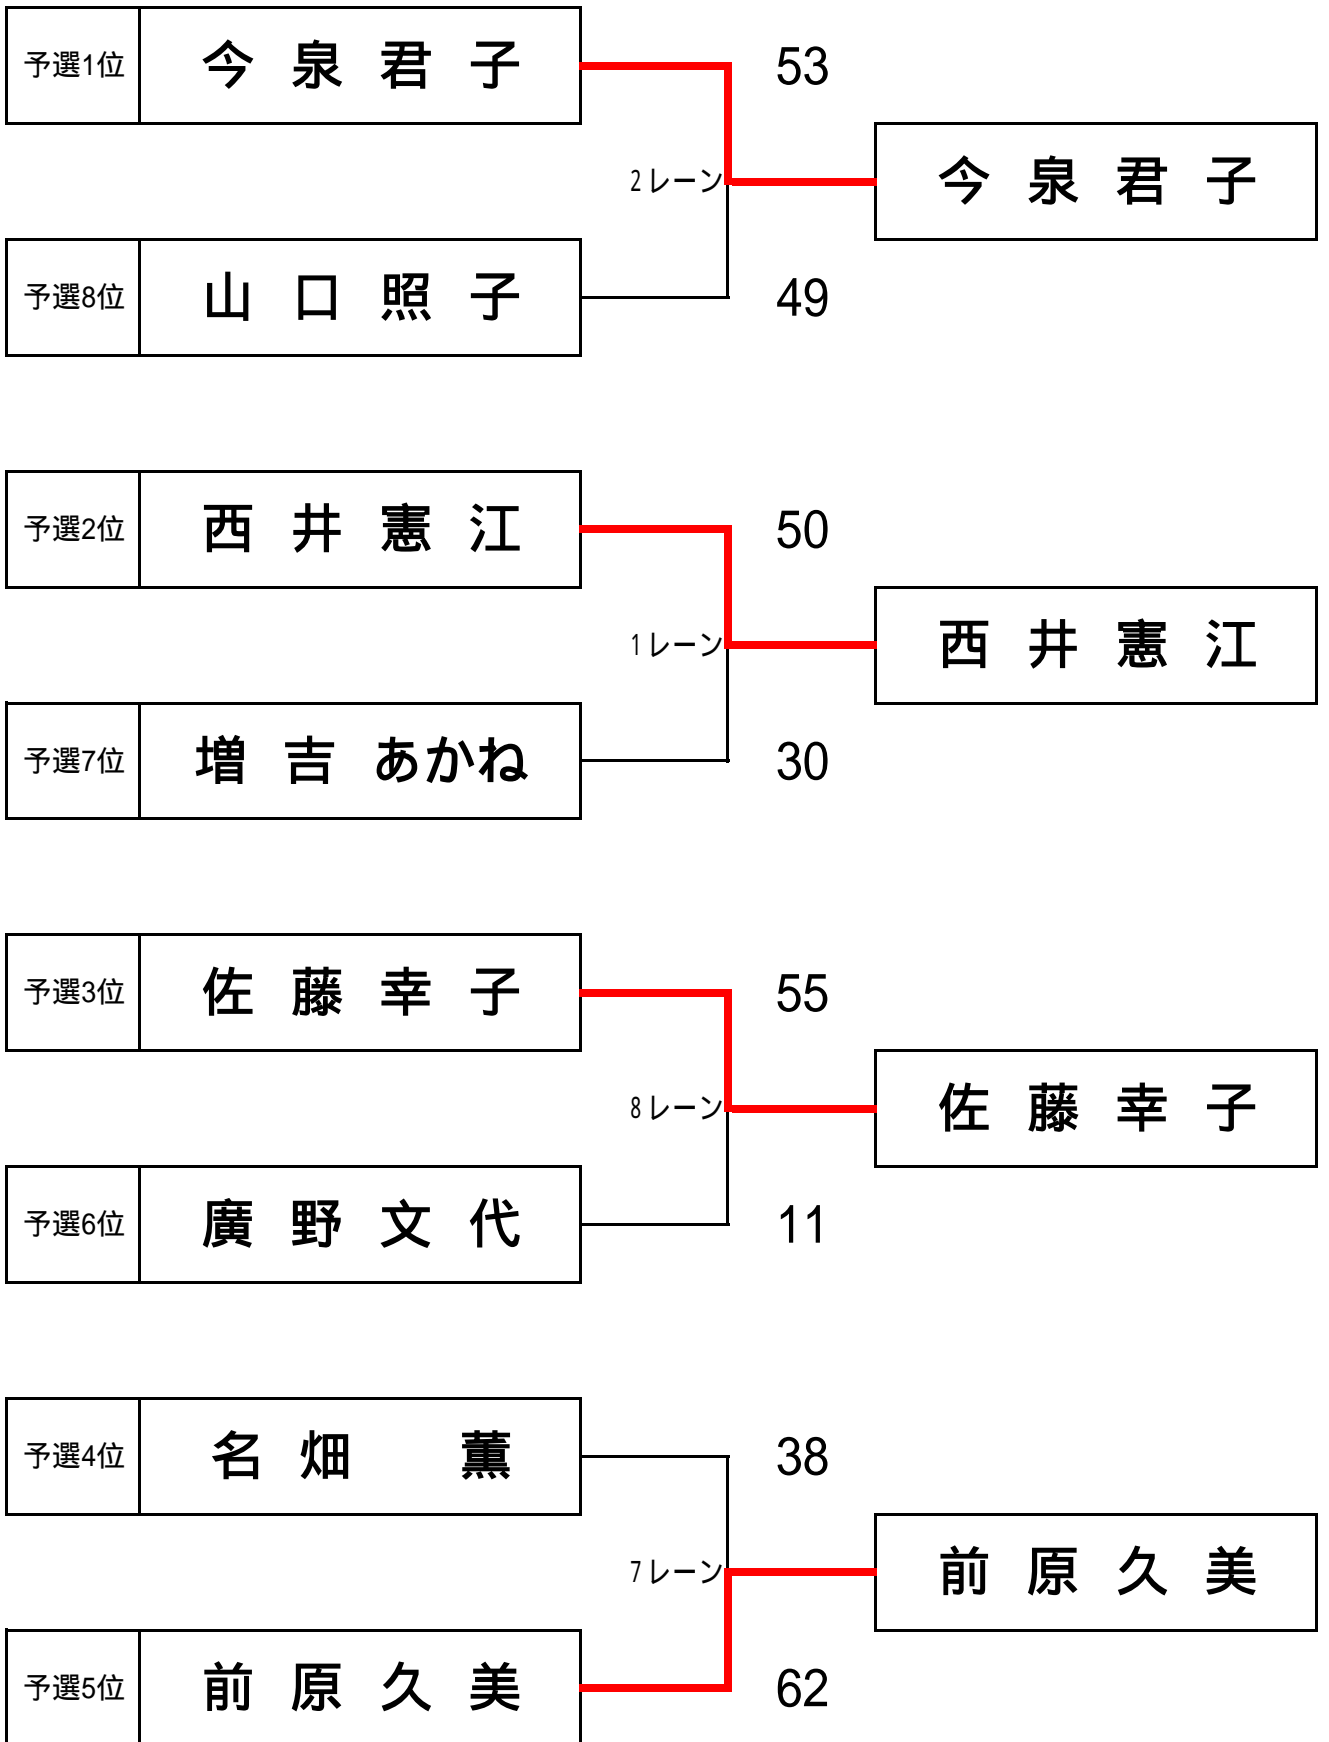 予選1位 今泉君子 53
2レーン 今泉君子
予選8位 山口照子 49
予選2位 西井憲江 50
1レーン 西井憲江
予選7位 増吉あかね 30
予選3位 佐藤幸子 55
8レーン 佐藤幸子
予選6位 廣野文代 11
予選4位 名畑 薫 38
7レーン 前原久美
予選5位 前原久美 62